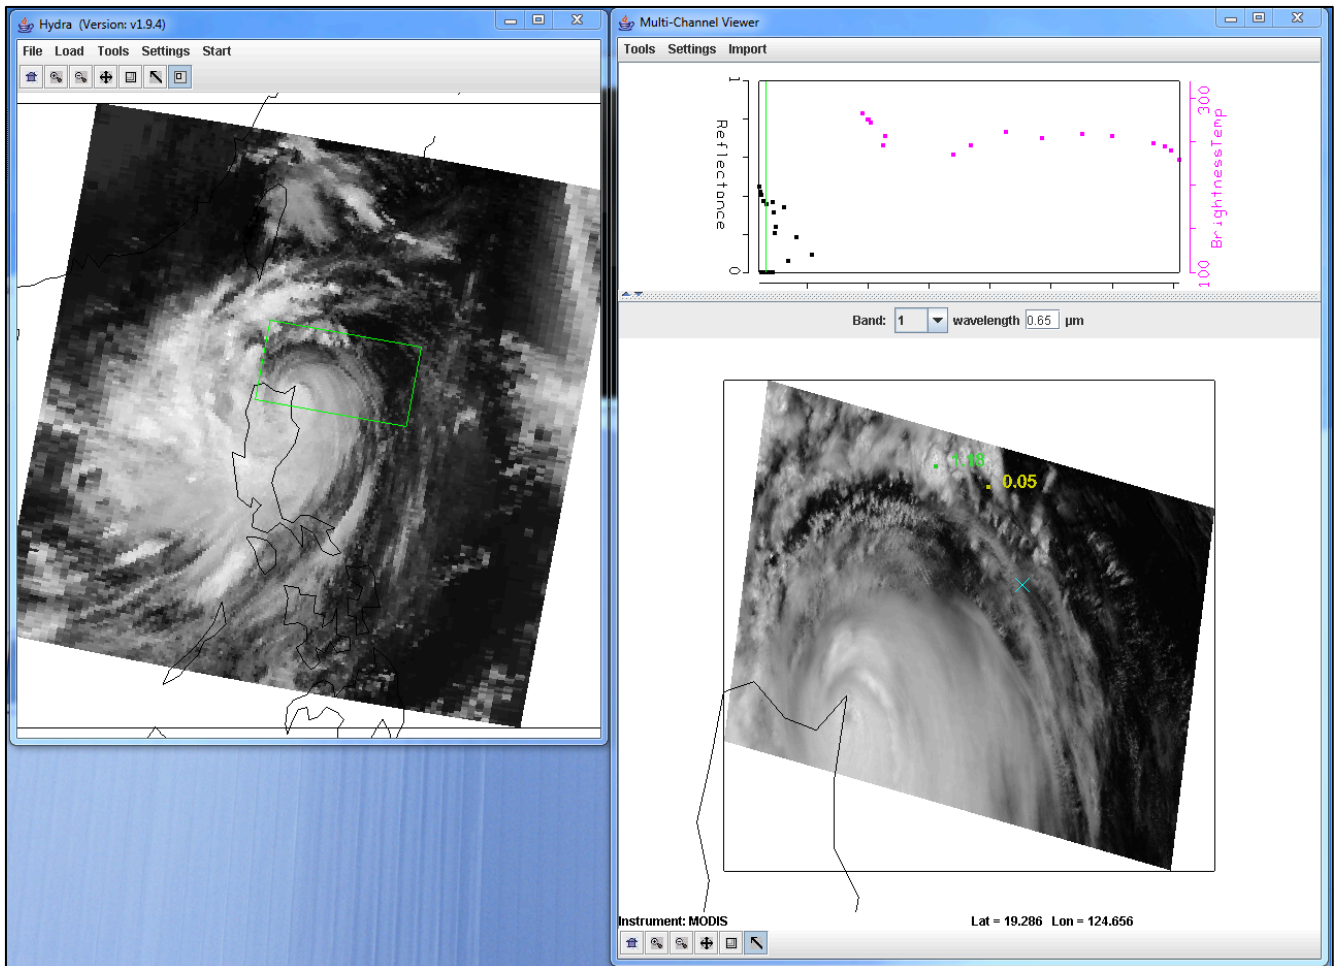 Hydra (Version: v1.9.4)
File Load Tools Settings Start
Multi-Channel Viewer
Tools Settings Import
1
Reflectance
0
300
BrightnessTemp
100
Band: 1 wavelength 0.65 µm
1.18
0.05
Instrument: MODIS
Lat = 19.286 Lon = 124.656